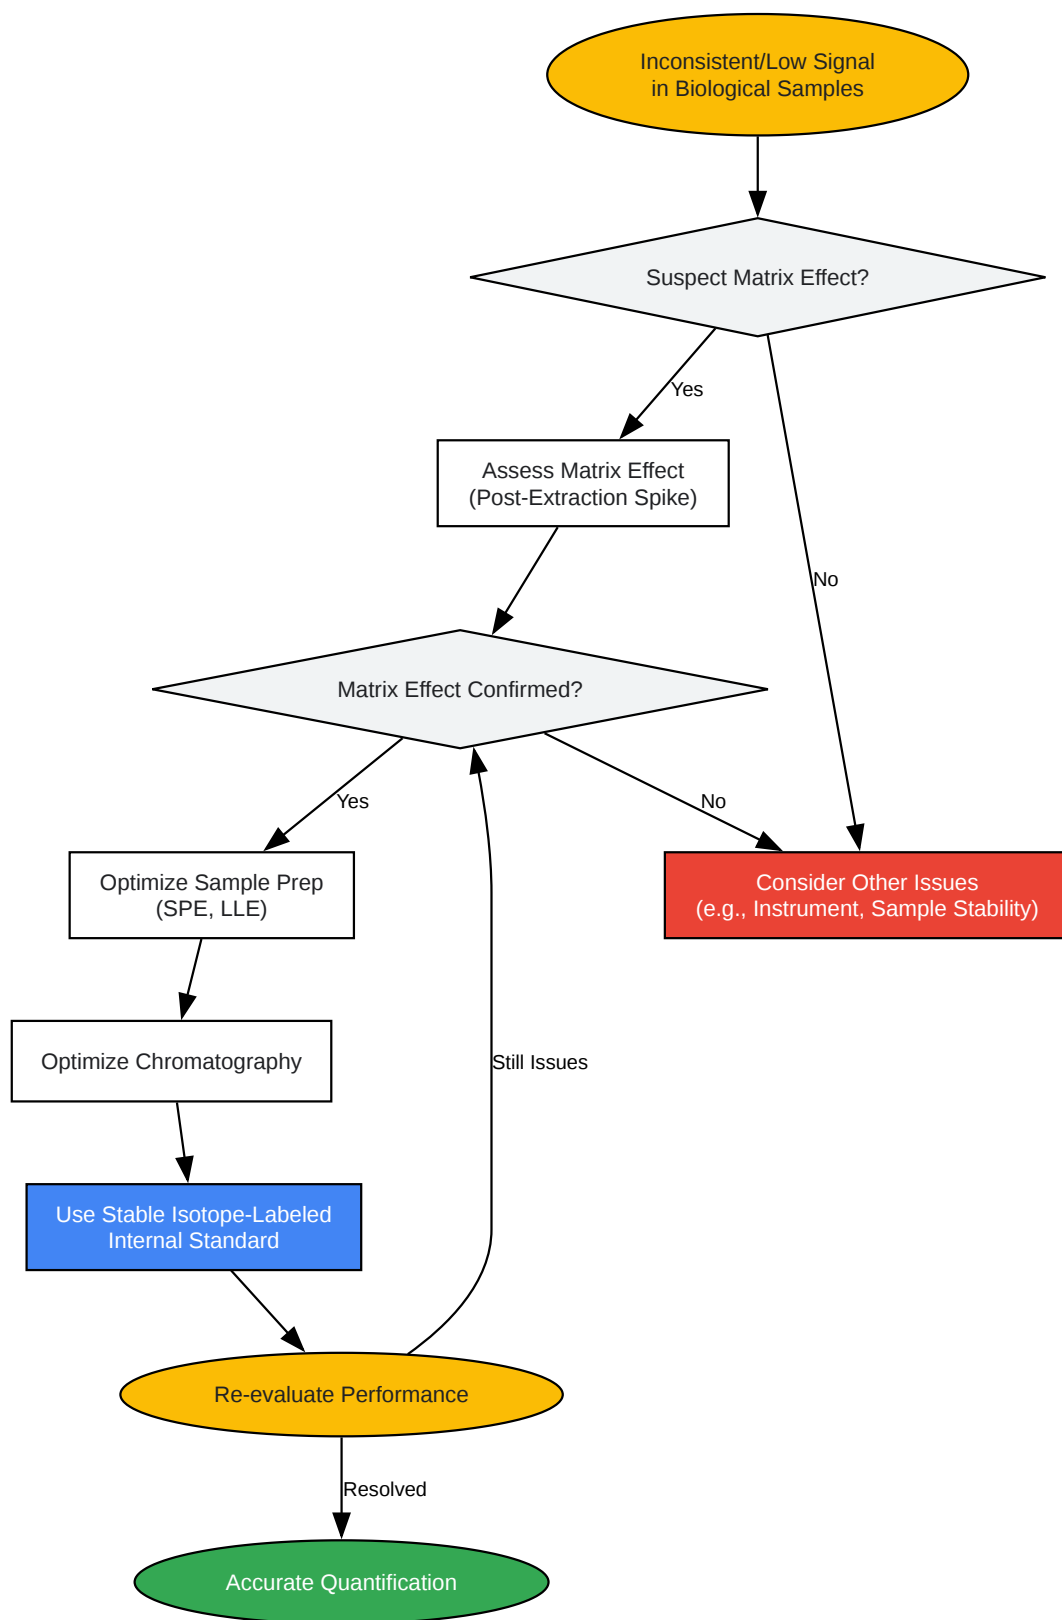 Inconsistent/Low Signal
in Biological Samples
Suspect Matrix Effect?
Yes
Assess Matrix Effect
(Post-Extraction Spike)
No
Matrix Effect Confirmed?
Yes
No
Optimize Sample Prep
(SPE, LLE)
Consider Other Issues
(e.g., Instrument, Sample Stability)
Optimize Chromatography
Still Issues
Use Stable Isotope-Labeled
Internal Standard
Re-evaluate Performance
Resolved
Accurate Quantification